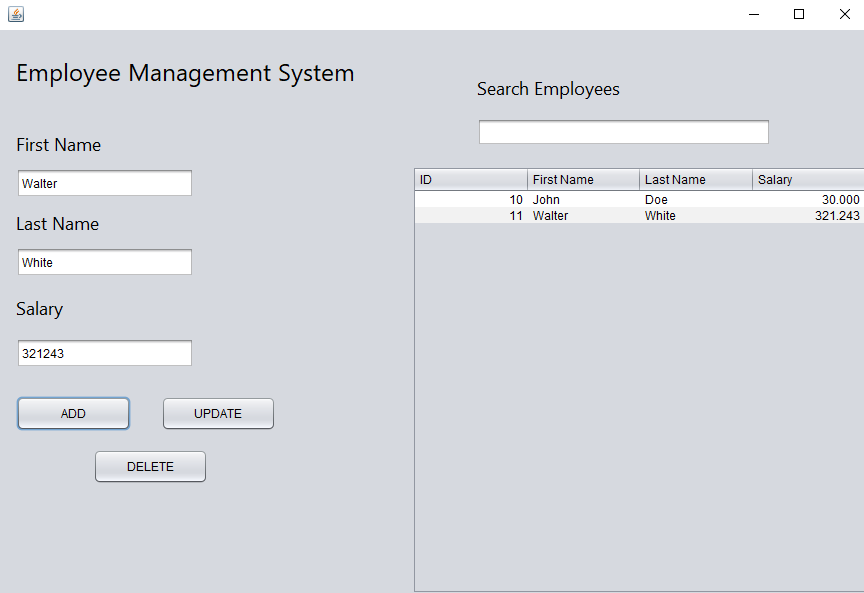 Employee Management System
First Name
Walter
Last Name
White
Salary
321243
ADD UPDATE
DELETE
Search Employees
ID First Name Last Name Salary
10 John Doe 30.000
11 Walter White 321.243